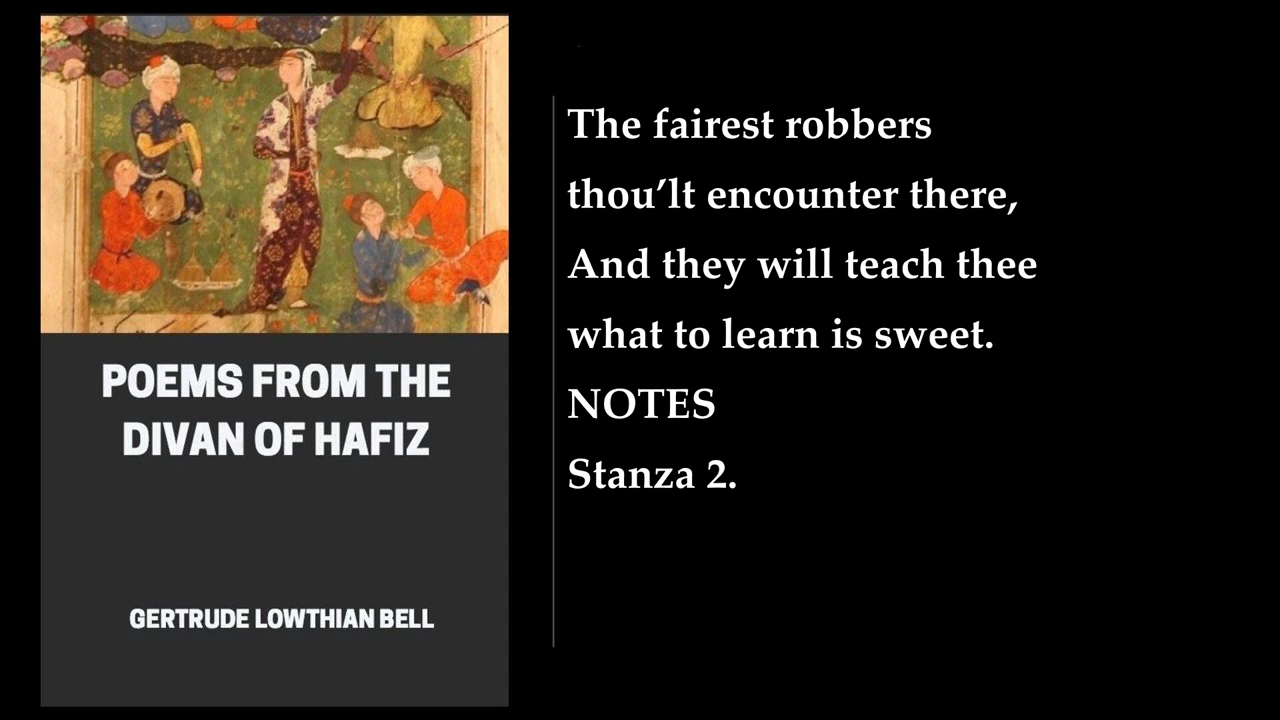 POEMS FROM THE
DIVAN OF HAFIZ
GERTRUDE LOWTHIAN BELL
The fairest robbers
thou’lt encounter there,
And they will teach thee
what to learn is sweet.
NOTES
Stanza 2.